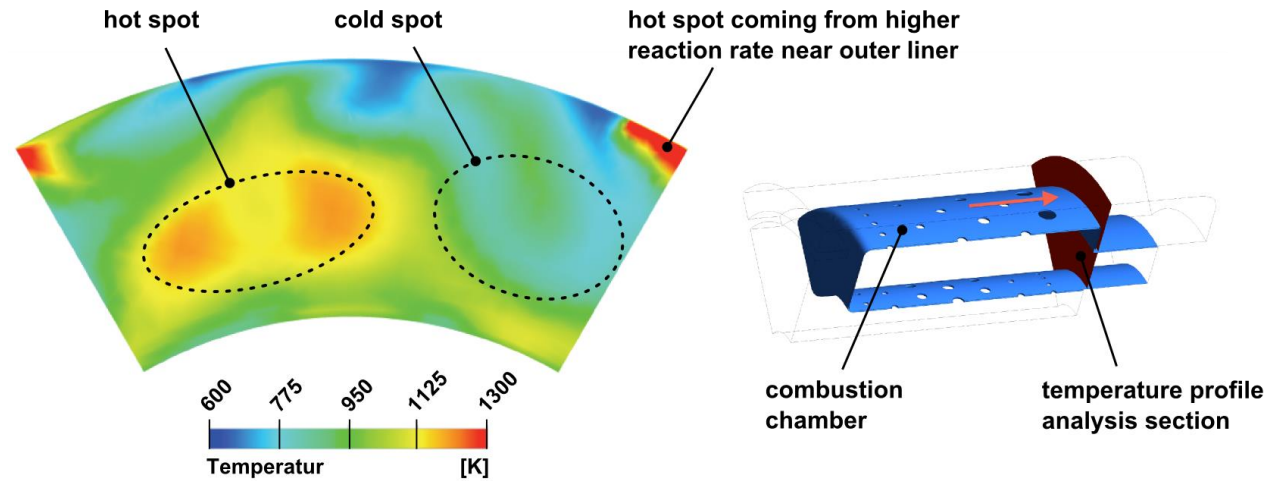 hot spot
cold spot
hot spot coming from higher
reaction rate near outer liner
600
775
950
1125
1300
Temperatur
[K]
combustion
chamber
temperature profile
analysis section